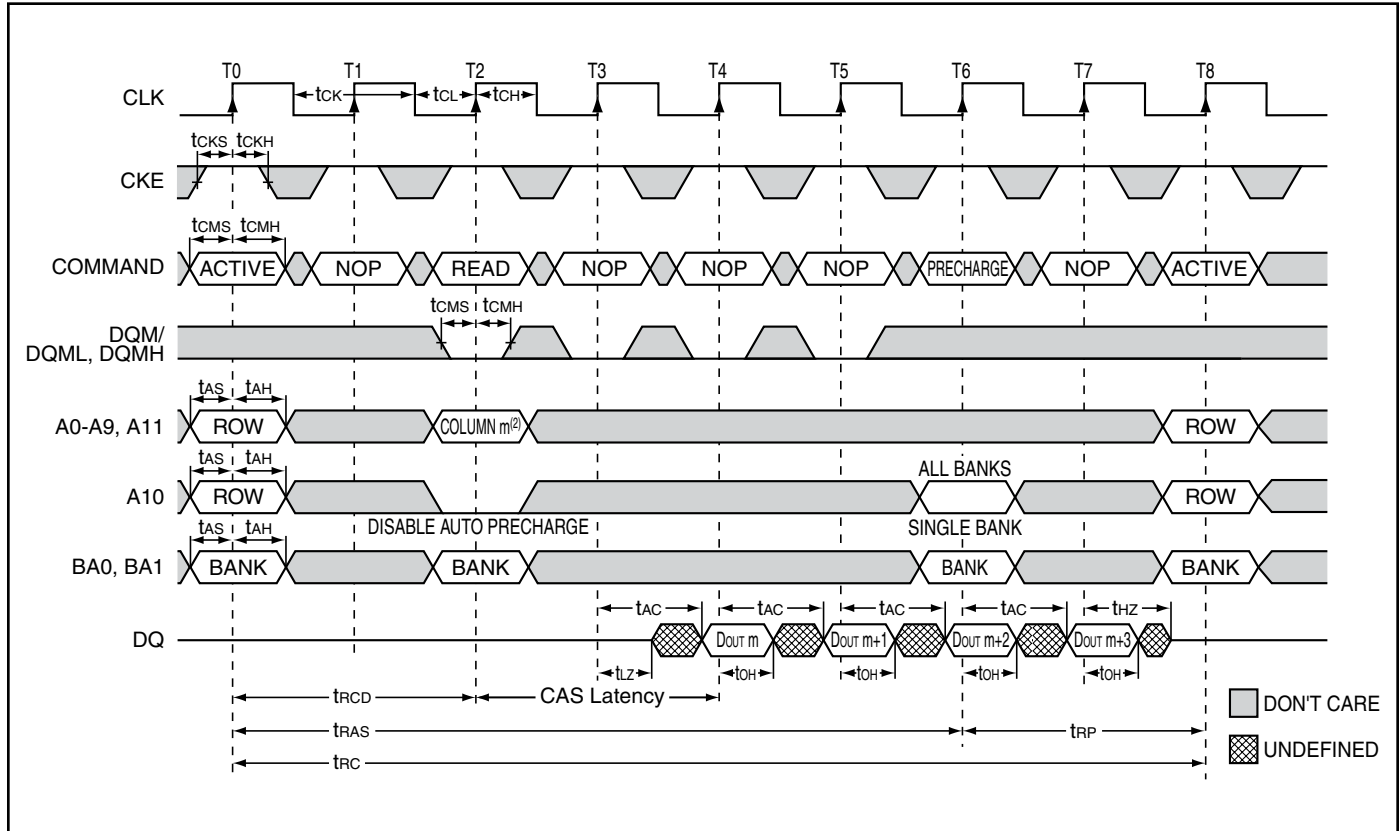 T0 T1 T2 T3 T4 T5 T6 T7 T8
CLK tCK tCL tCH
tCKS tCKH
CKE
tCMS tCMH
COMMAND ACTIVE NOP READ NOP NOP NOP PRECHARGE NOP ACTIVE
tCMS tCMH
DQM/
DQML, DQMH
tAS tAH
A0-A9, A11 ROW COLUMN m(2) ROW
tAS tAH ALL BANKS
A10 ROW ROW
tAS tAH DISABLE AUTO PRECHARGE SINGLE BANK
BA0, BA1 BANK BANK BANK BANK
tAC tAC tAC tAC tHZ
DQ DOUT m DOUT m+1 DOUT m+2 DOUT m+3
tLZ tOH tOH tOH tOH
tRCD CAS Latency
DON'T CARE
tRAS tRP
UNDEFINED
tRC